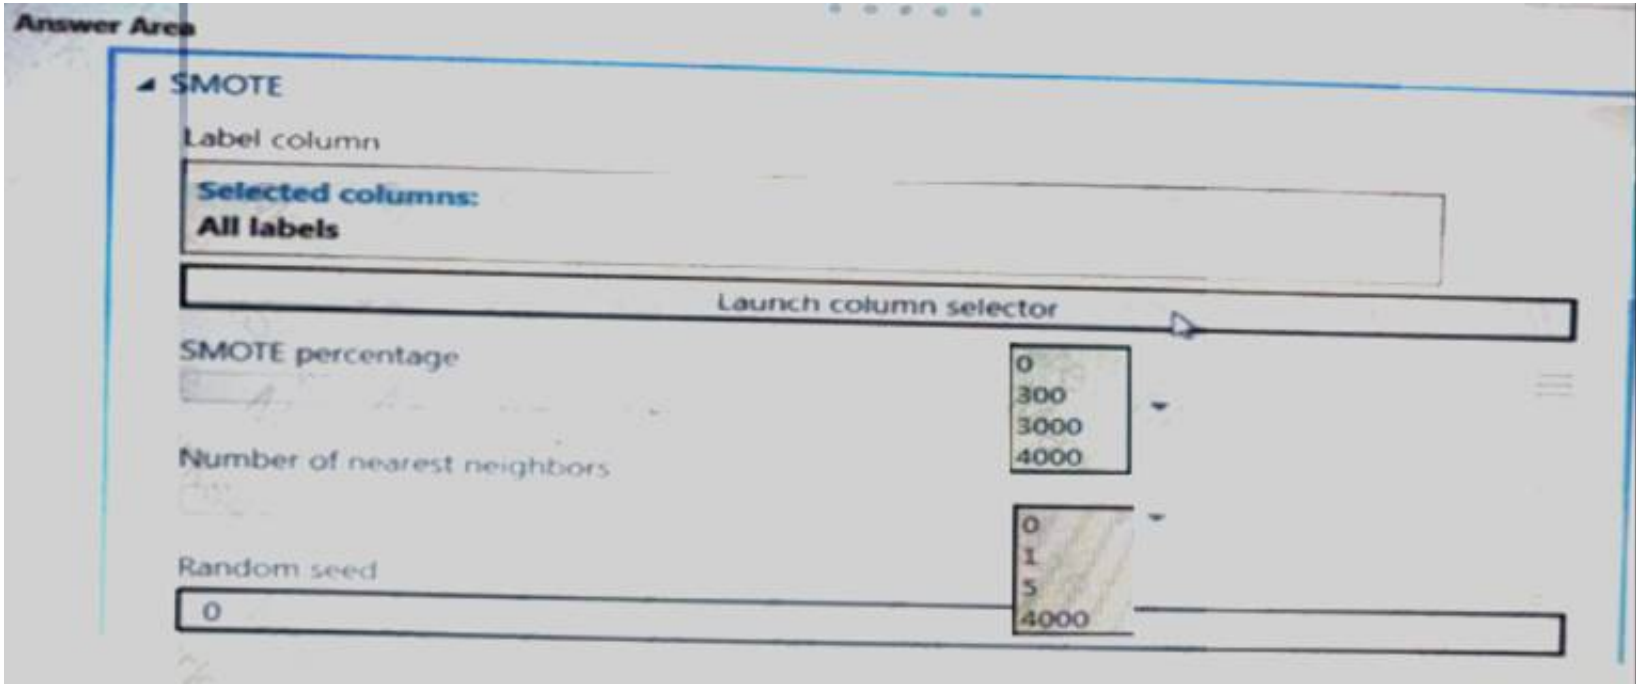 Answer Area
SMOTE
Label column
Selected columns:
All labels
Launch column selector
SMOTE percentage
0
300
3000
4000
Number of nearest neighbors
0
1
5
4000
Random seed
0